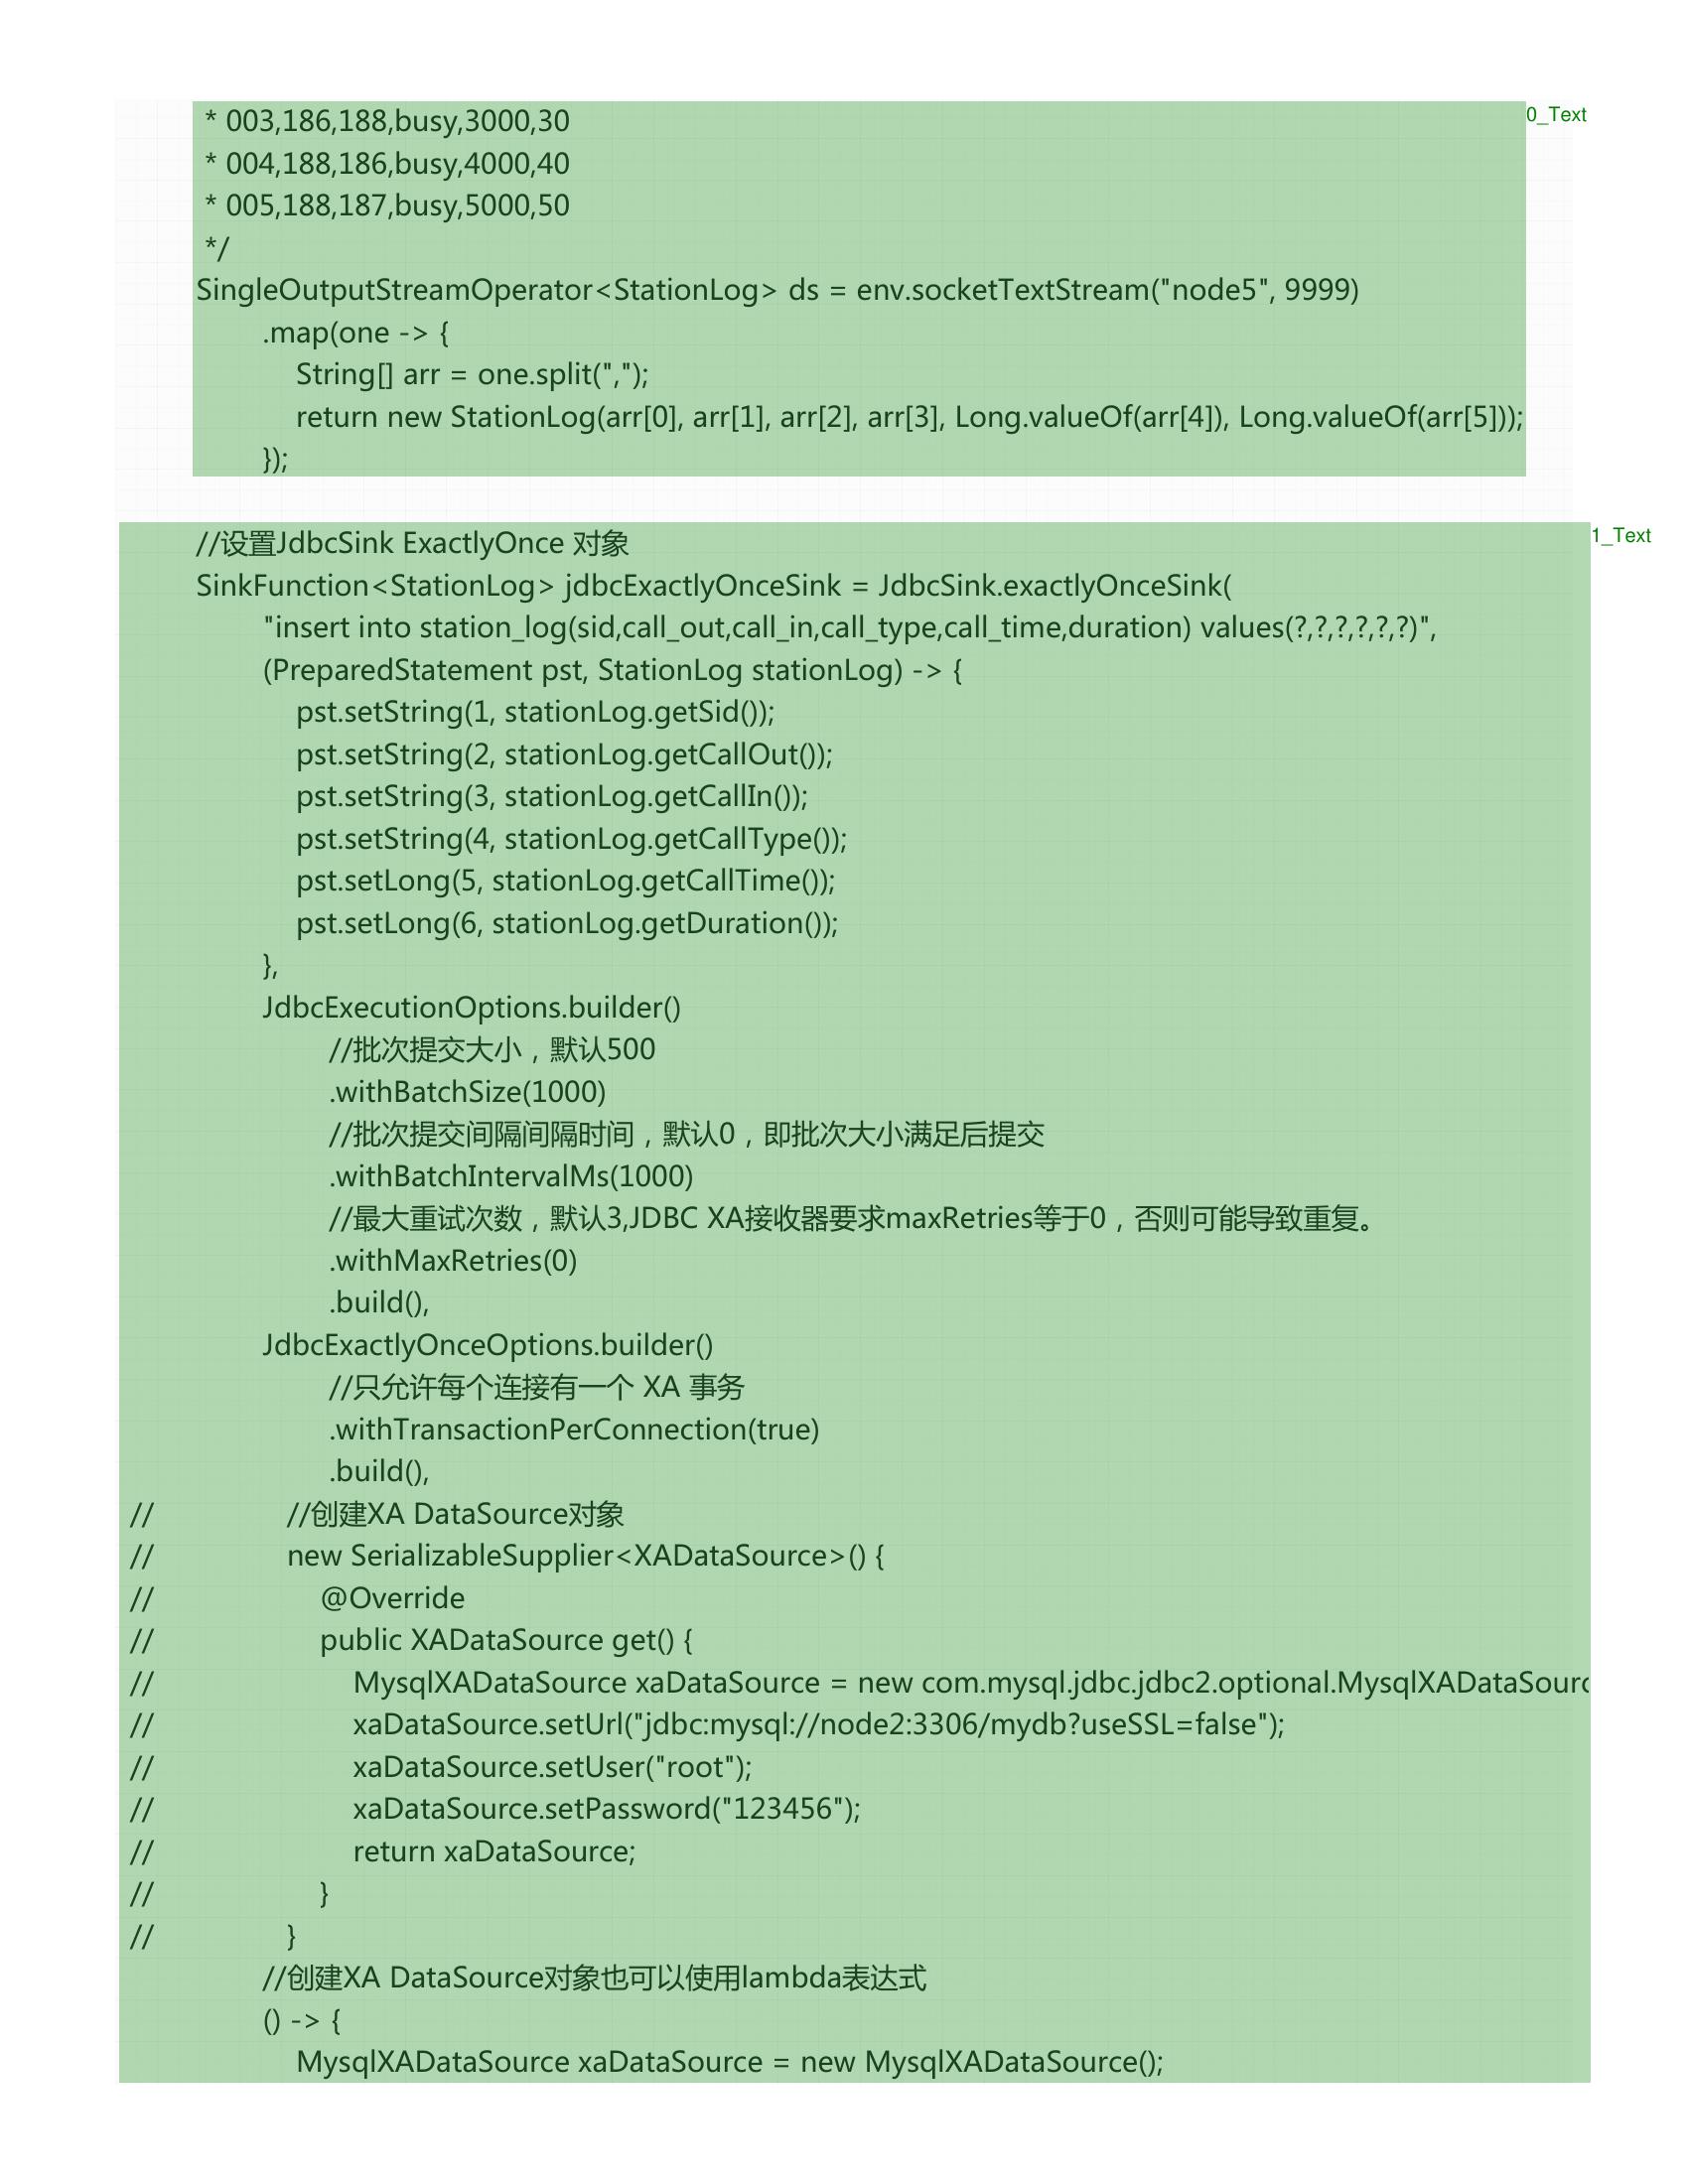 * 003,186,188,busy,3000,30
* 004,188,186,busy,4000,40
* 005,188,187,busy,5000,50
*/
SingleOutputStreamOperator<StationLog> ds = env.socketTextStream("node5", 9999)
.map(one -> {
String[] arr = one.split(",");
return new StationLog(arr[0], arr[1], arr[2], arr[3], Long.valueOf(arr[4]), Long.valueOf(arr[5]));
});
0_Text
//设置JdbcSink ExactlyOnce 对象
SinkFunction<StationLog> jdbcExactlyOnceSink = JdbcSink.exactlyOnceSink(
"insert into station_log(sid,call_out,call_in,call_type,call_time,duration) values(?,?,?,?,?,?)",
(PreparedStatement pst, StationLog stationLog) -> {
pst.setString(1, stationLog.getSid());
pst.setString(2, stationLog.getCallOut());
pst.setString(3, stationLog.getCallIn());
pst.setString(4, stationLog.getCallType());
pst.setLong(5, stationLog.getCallTime());
pst.setLong(6, stationLog.getDuration());
},
JdbcExecutionOptions.builder()
//批次提交大小，默认500
.withBatchSize(1000)
//批次提交间隔间隔时间，默认0，即批次大小满足后提交
.withBatchIntervalMs(1000)
//最大重试次数，默认3,JDBC XA接收器要求maxRetries等于0，否则可能导致重复。
.withMaxRetries(0)
.build(),
JdbcExactlyOnceOptions.builder()
//只允许每个连接有一个 XA 事务
.withTransactionPerConnection(true)
.build(),
// //创建XA DataSource对象
// new SerializableSupplier<XADataSource>() {
// @Override
// public XADataSource get() {
// MysqlXADataSource xaDataSource = new com.mysql.jdbc.jdbc2.optional.MysqlXADataSourc
// xaDataSource.setUrl("jdbc:mysql://node2:3306/mydb?useSSL=false");
// xaDataSource.setUser("root");
// xaDataSource.setPassword("123456");
// return xaDataSource;
// }
// }
//创建XA DataSource对象也可以使用lambda表达式
() -> {
MysqlXADataSource xaDataSource = new MysqlXADataSource();
1_Text